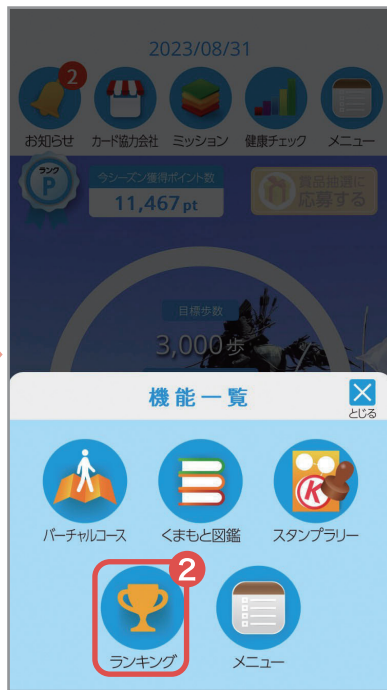 2023/08/31
2
お知らせ
カード協力会社
ミッション
健康チェック
メニュー
ランク
P
今シーズン獲得ポイント数
11,467 pt
賞品抽選に
応募する
目標歩数
3,000歩
機能一覧
とじる
バーチャルコース
くまもと図鑑
スタンプラリー
K
2
ランキング
メニュー